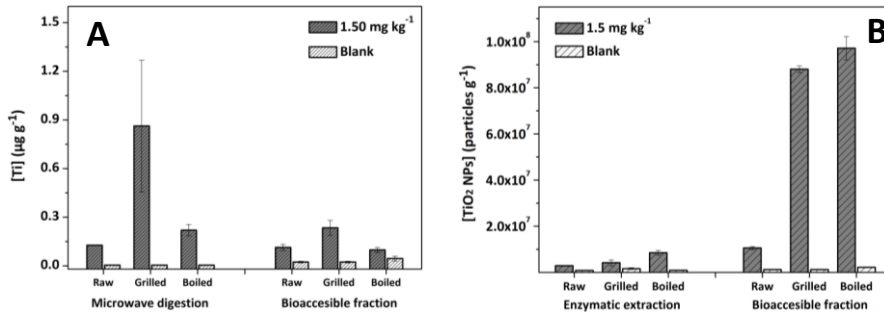 A
1.50 mg kg⁻¹
Blank
[Ti] (µg g⁻¹)
1.5
1.2
0.9
0.6
0.3
0.0
Raw Grilled Boiled Raw Grilled Boiled
Microwave digestion Bioaccesible fraction
B
1.5 mg kg⁻¹
Blank
[TiO₂ NPs] (particles g⁻¹)
1.0x10⁸
8.0x10⁷
6.0x10⁷
4.0x10⁷
2.0x10⁷
Raw Grilled Boiled Raw Grilled Boiled
Enzymatic extraction Bioaccesible fraction